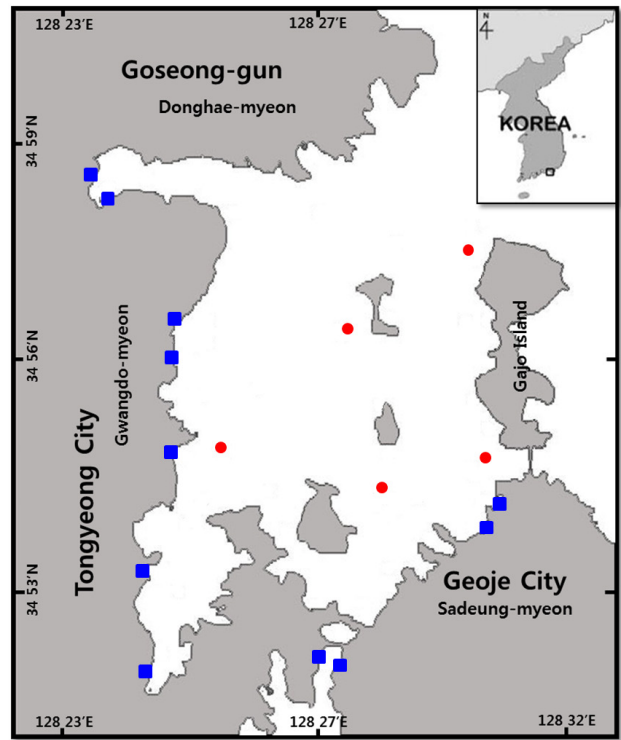 128 23′E
128 27′E
N
4
Goseong-gun
Donghae-myeon
KOREA
34 59′N
34 56′N
34 53′N
Gwangdo-myeon
Tongyeong City
Gajo Island
Geoje City
Sadeung-myeon
128 23′E
128 27′E
128 32′E